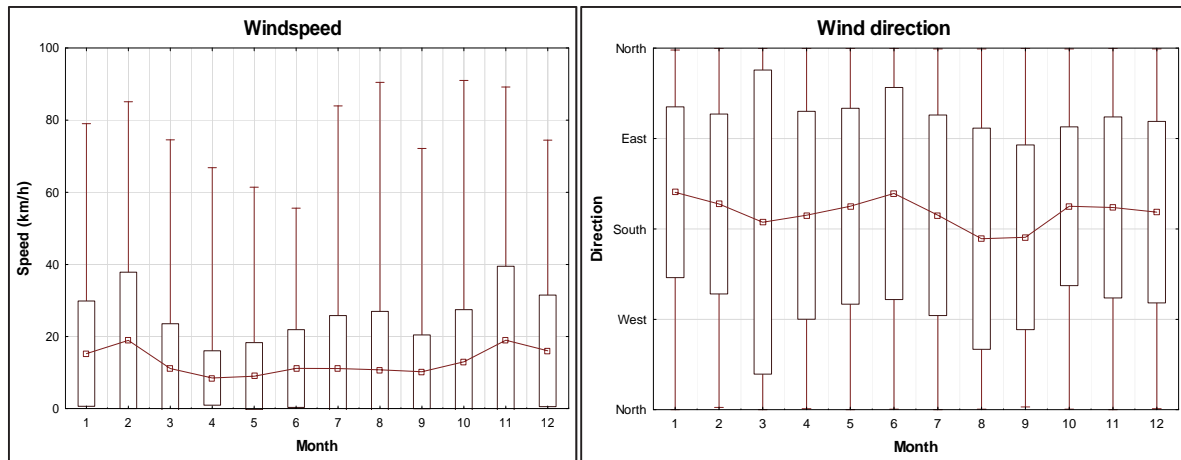 Windspeed
100
80
60
40
20
0
Speed (km/h)
1 2 3 4 5 6 7 8 9 10 11 12
Month
Wind direction
North
East
South
West
North
Direction
1 2 3 4 5 6 7 8 9 10 11 12
Month